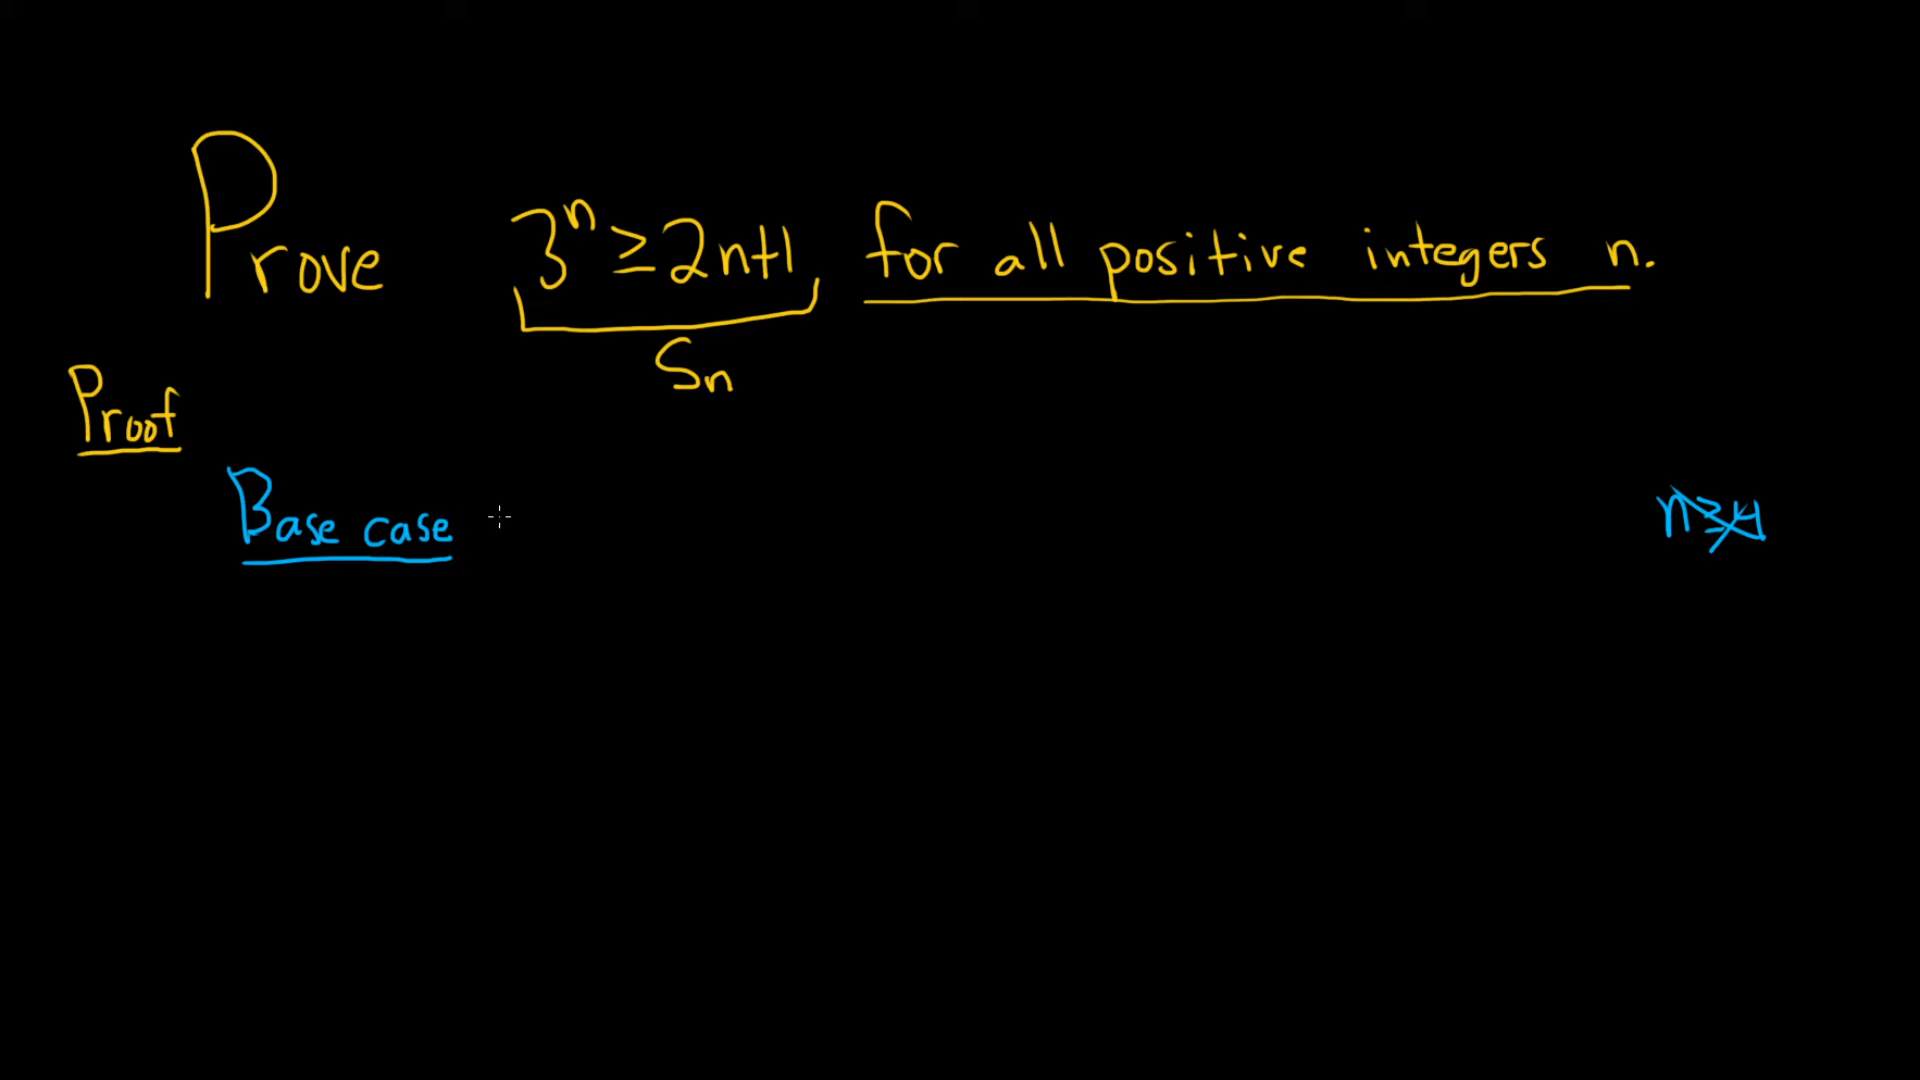 Prove 3ⁿ ≥ 2n+1, for all positive integers n.
Sn
Proof
Base case
n≥4